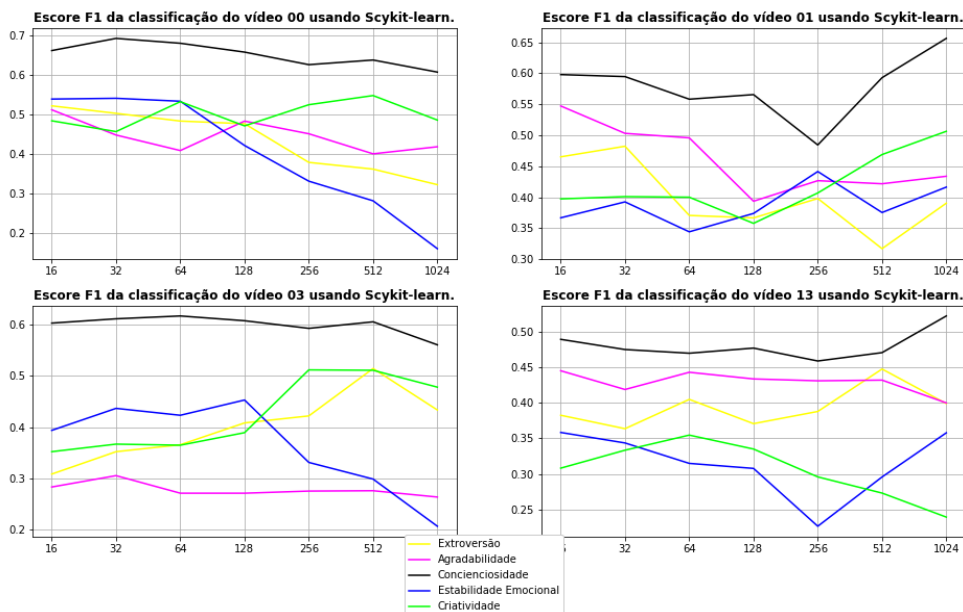 Escore F1 da classificação do vídeo 00 usando Scykit-learn.
0.7
0.6
0.5
0.4
0.3
0.2
16 32 64 128 256 512 1024
Escore F1 da classificação do vídeo 01 usando Scykit-learn.
0.65
0.60
0.55
0.50
0.45
0.40
0.35
0.30
16 32 64 128 256 512 1024
Escore F1 da classificação do vídeo 03 usando Scykit-learn.
0.6
0.5
0.4
0.3
0.2
16 32 64 128 256 512 1024
Escore F1 da classificação do vídeo 13 usando Scykit-learn.
0.50
0.45
0.40
0.35
0.30
0.25
32 64 128 256 512 1024
Extroversão
Agradabilidade
Concienciosidade
Estabilidade Emocional
Criatividade